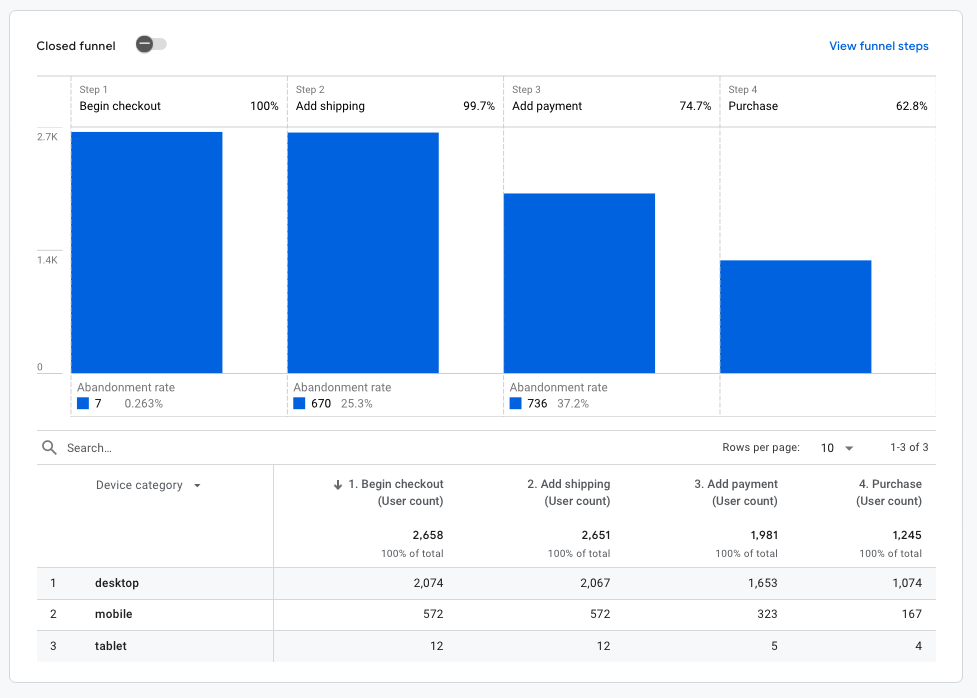 Closed funnel View funnel steps
Step 1 Step 2 Step 3 Step 4
Begin checkout 100% Add shipping 99.7% Add payment 74.7% Purchase 62.8%
2.7K
1.4K
0
Abandonment rate Abandonment rate Abandonment rate
7 0.263% 670 25.3% 736 37.2%
Search... Rows per page: 10 1-3 of 3
Device category 1. Begin checkout 2. Add shipping 3. Add payment 4. Purchase
(User count) (User count) (User count) (User count)
2,658 2,651 1,981 1,245
100% of total 100% of total 100% of total 100% of total
1 desktop 2,074 2,067 1,653 1,074
2 mobile 572 572 323 167
3 tablet 12 12 5 4